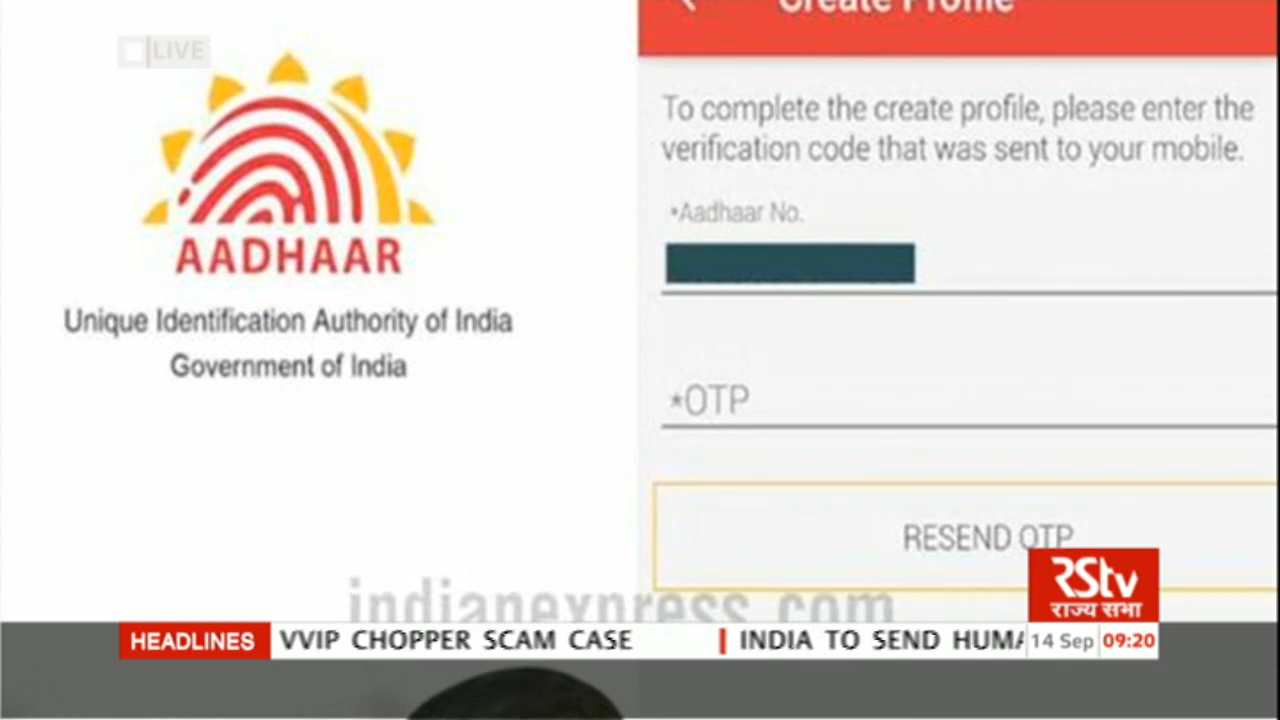 LIVE
AADHAAR
Unique Identification Authority of India
Government of India
Create Profile
To complete the create profile, please enter the
verification code that was sent to your mobile.
*Aadhaar No.
*OTP
RESEND OTP
indianexpress.com
RStv
राज्य सभा
HEADLINES
VVIP CHOPPER SCAM CASE
INDIA TO SEND
14 Sep
09:20